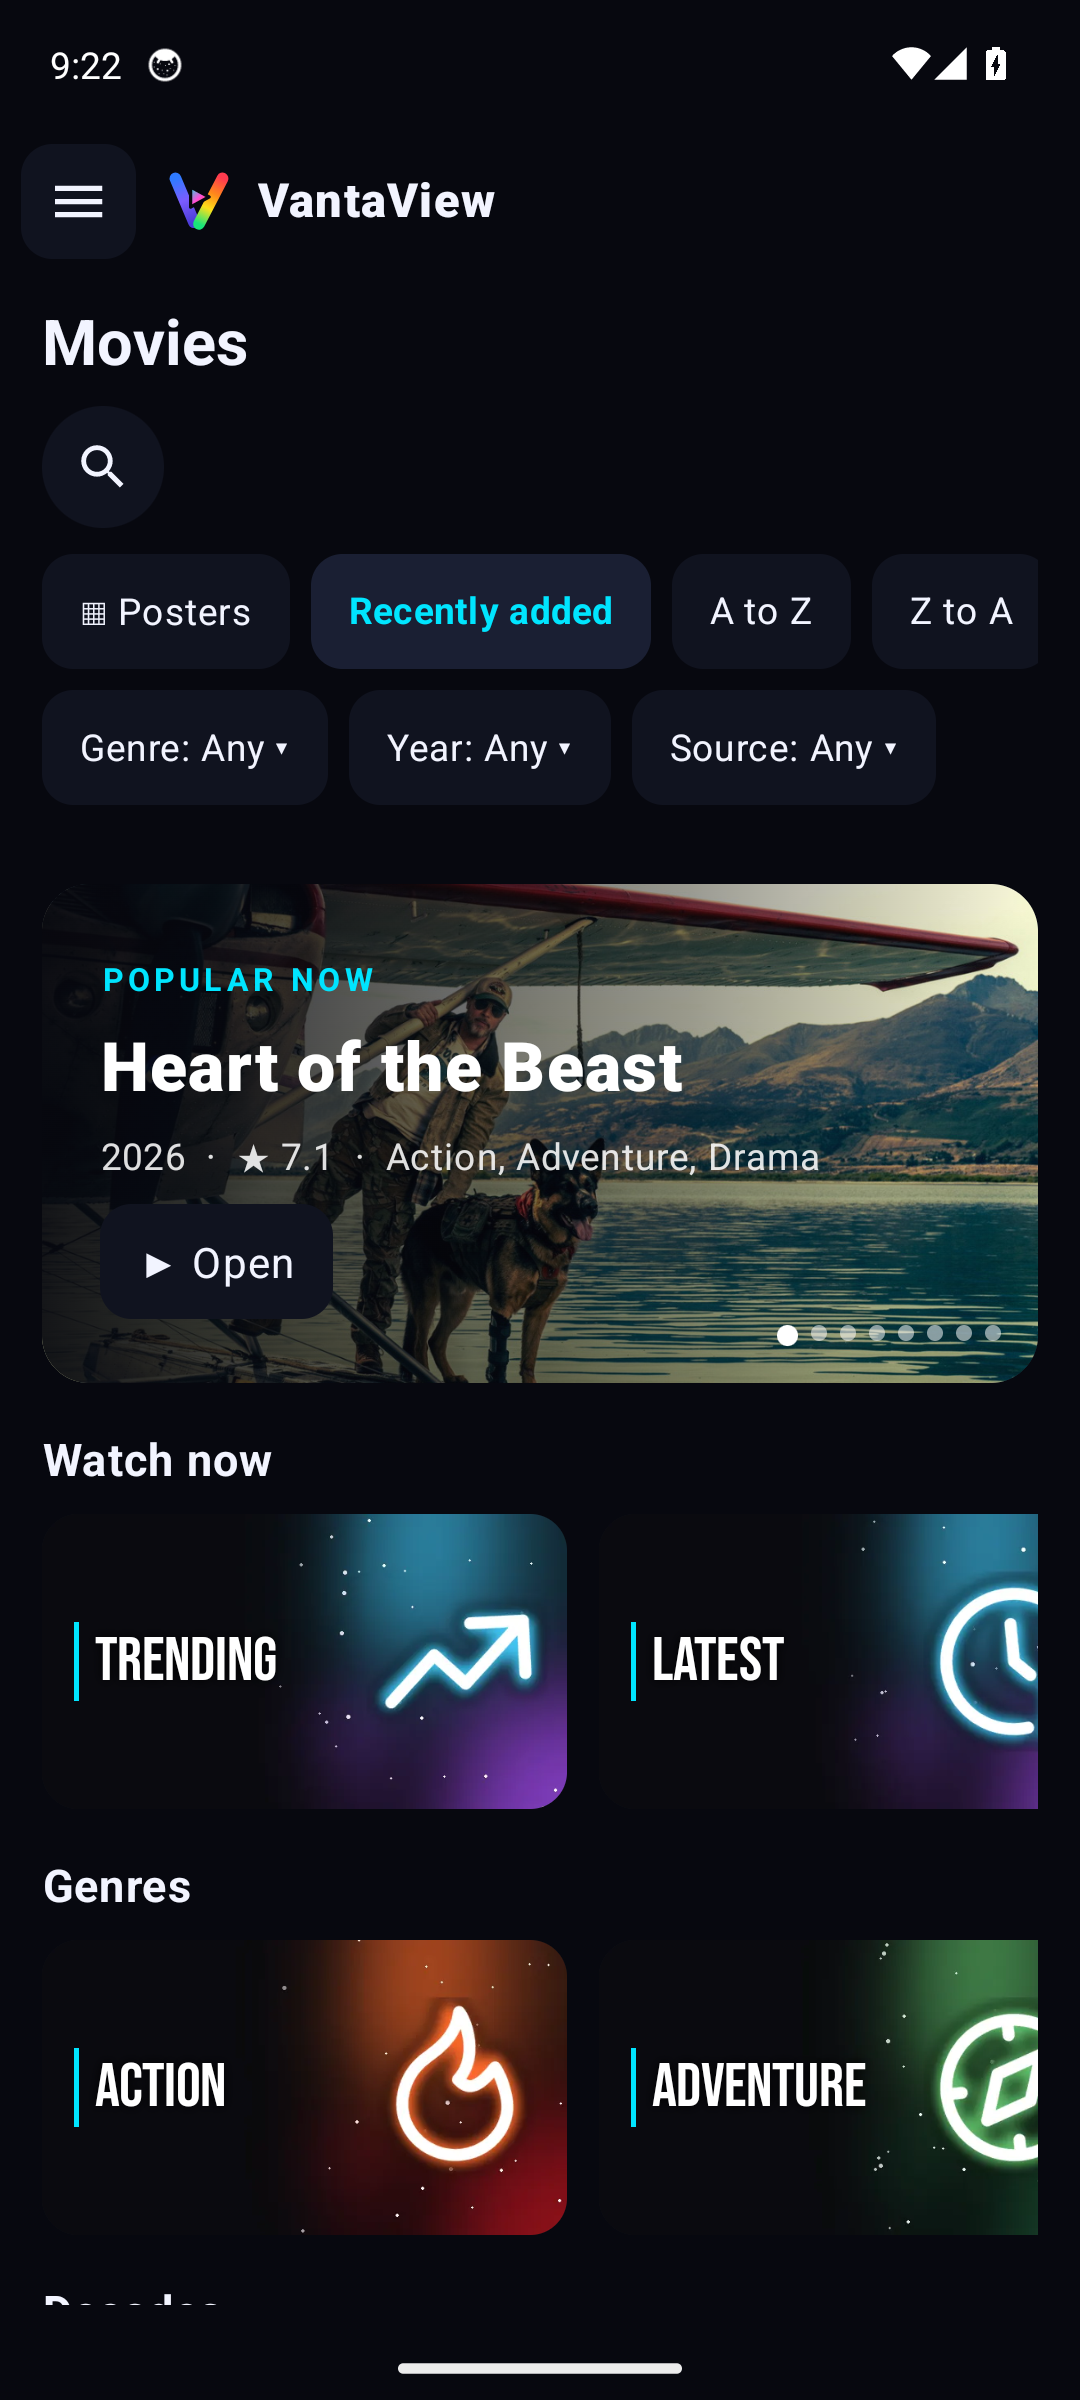 9:22
VantaView
Movies
▦ Posters
Recently added
A to Z
Z to A
Genre: Any ▾
Year: Any ▾
Source: Any ▾
POPULAR NOW
Heart of the Beast
2026 · ★ 7.1 · Action, Adventure, Drama
▶ Open
Watch now
TRENDING
LATEST
Genres
ACTION
ADVENTURE